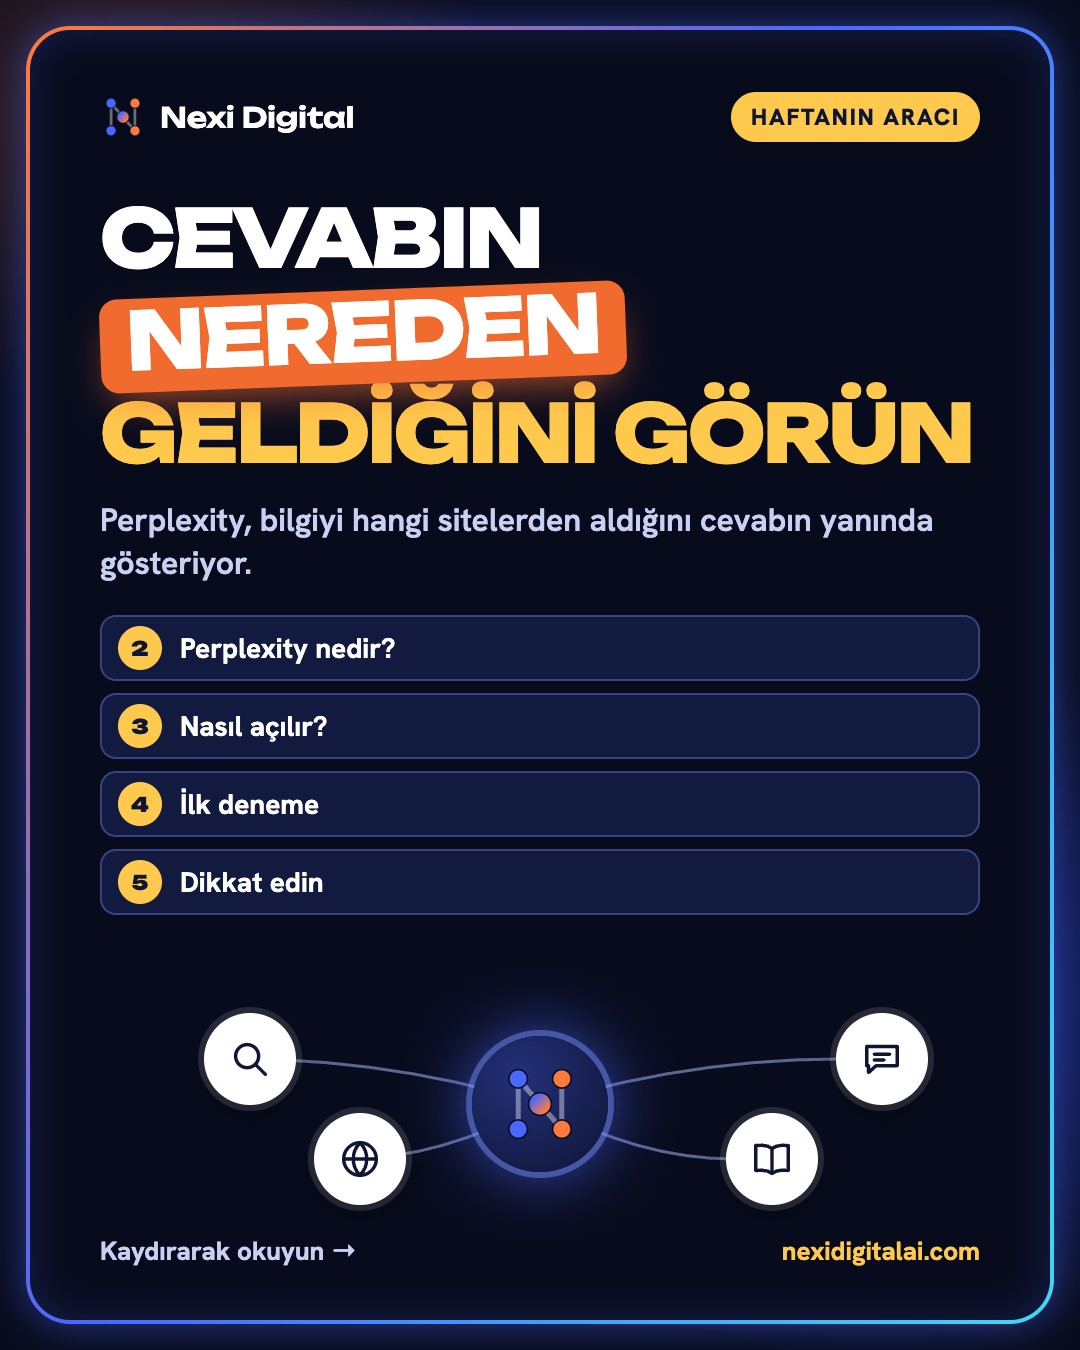 Nexi Digital
HAFTANIN ARACI
CEVABIN
NEREDEN
GELDİĞİNİ GÖRÜN
Perplexity, bilgiyi hangi sitelerden aldığını cevabın yanında
gösteriyor.
2 Perplexity nedir?
3 Nasıl açılır?
4 İlk deneme
5 Dikkat edin
Kaydırarak okuyun →
nexidigitalai.com